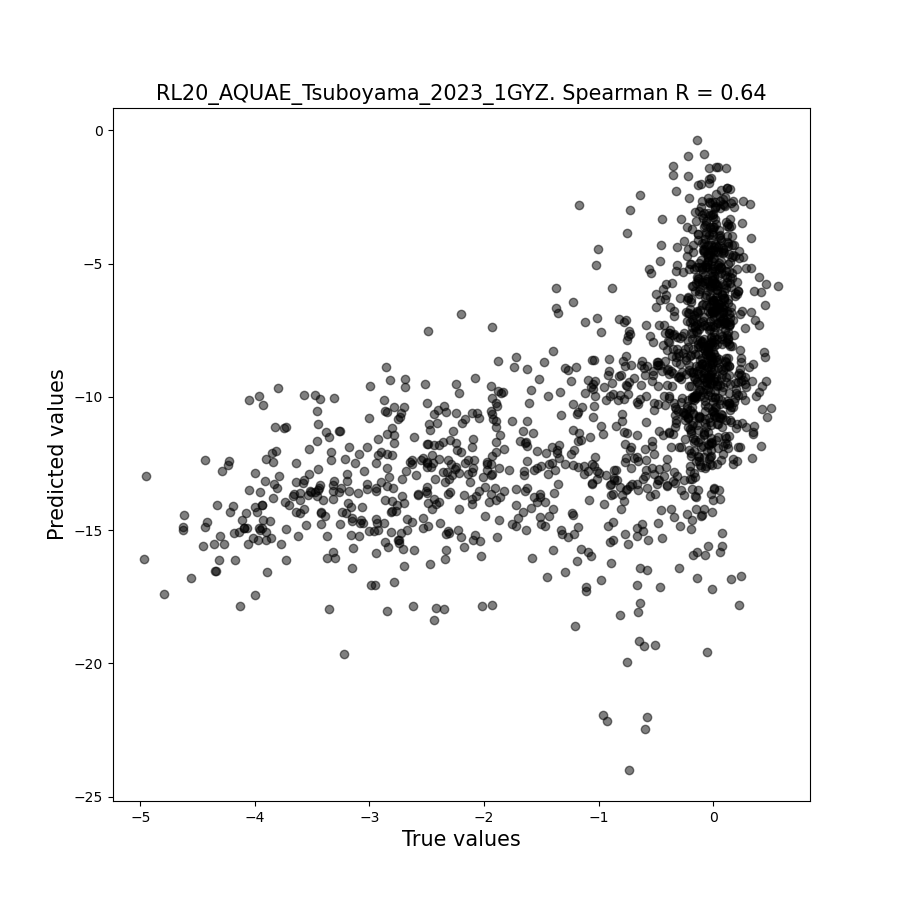 RL20_AQUAE_Tsuboyama_2023_1GYZ. Spearman R = 0.64
0
−5
−10
−15
−20
−25
Predicted values
−5 −4 −3 −2 −1 0
True values